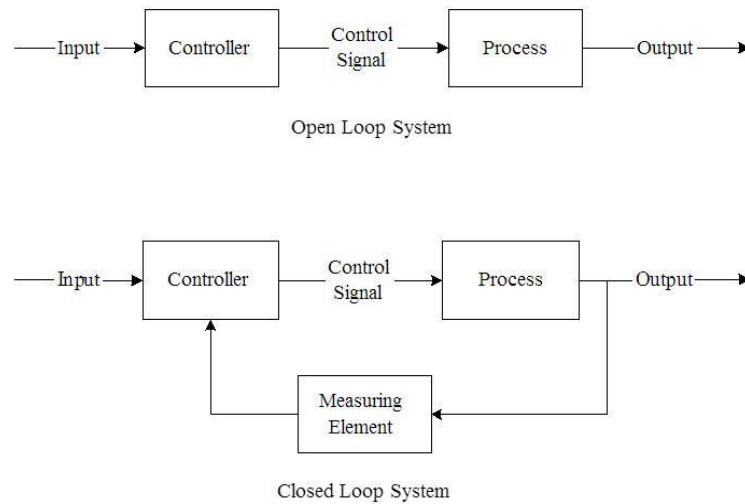 Input
Controller
Control
Signal
Process
Output
Open Loop System
Input
Controller
Control
Signal
Process
Output
Measuring
Element
Closed Loop System